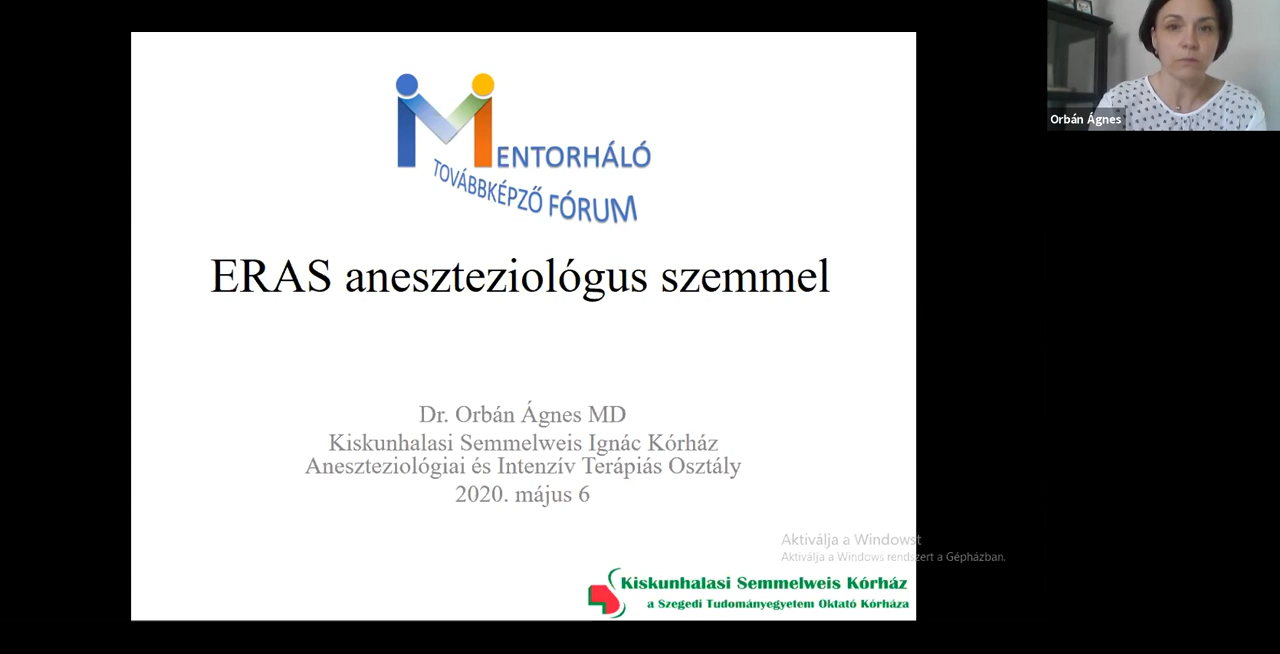 MENTORHÁLÓ
TOVÁBBKÉPZŐ FÓRUM
ERAS aneszteziológus szemmel
Dr. Orbán Ágnes MD
Kiskunhalasi Semmelweis Ignác Kórház
Aneszteziológiai és Intenzív Terápiás Osztály
2020. május 6
Aktiválja a Windowst
Aktiválja a Windows rendszert a Gépházban.
Kiskunhalasi Semmelweis Kórház
a Szegedi Tudományegyetem Oktató Kórháza
Orbán Ágnes